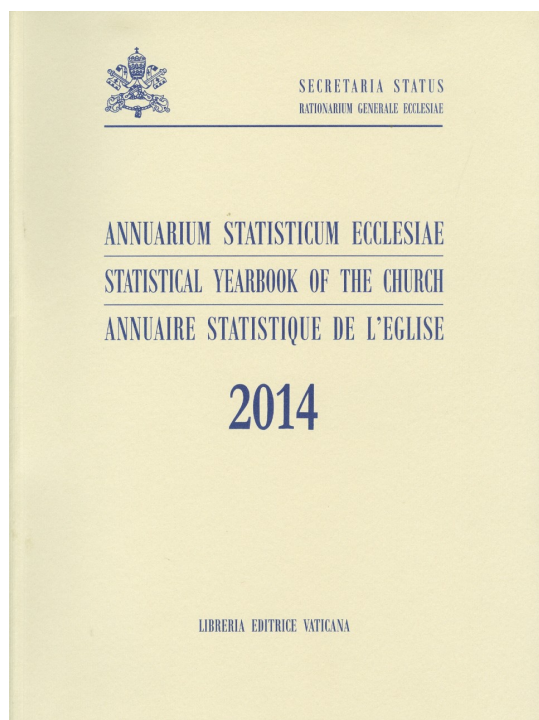 SECRETARIA STATUS
RATIONARIUM GENERALE ECCLESIAE
ANNUARIUM STATISTICUM ECCLESIAE
STATISTICAL YEARBOOK OF THE CHURCH
ANNUAIRE STATISTIQUE DE L'EGLISE
2014
LIBRERIA EDITRICE VATICANA